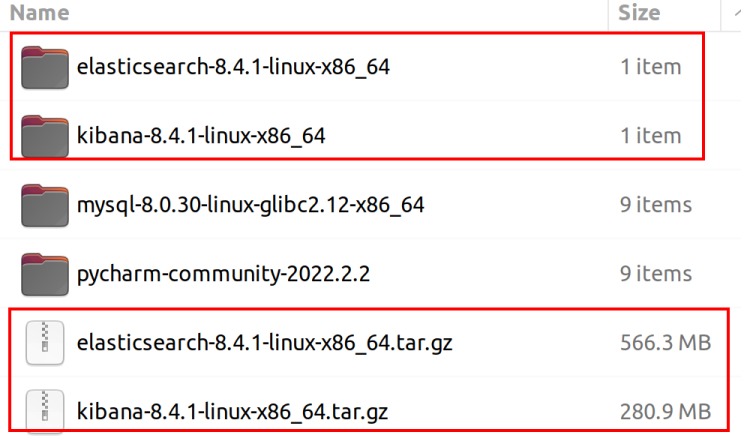 Name Size
elasticsearch-8.4.1-linux-x86_64 1 item
kibana-8.4.1-linux-x86_64 1 item
mysql-8.0.30-linux-glibc2.12-x86_64 9 items
pycharm-community-2022.2.2 9 items
elasticsearch-8.4.1-linux-x86_64.tar.gz 566.3 MB
kibana-8.4.1-linux-x86_64.tar.gz 280.9 MB